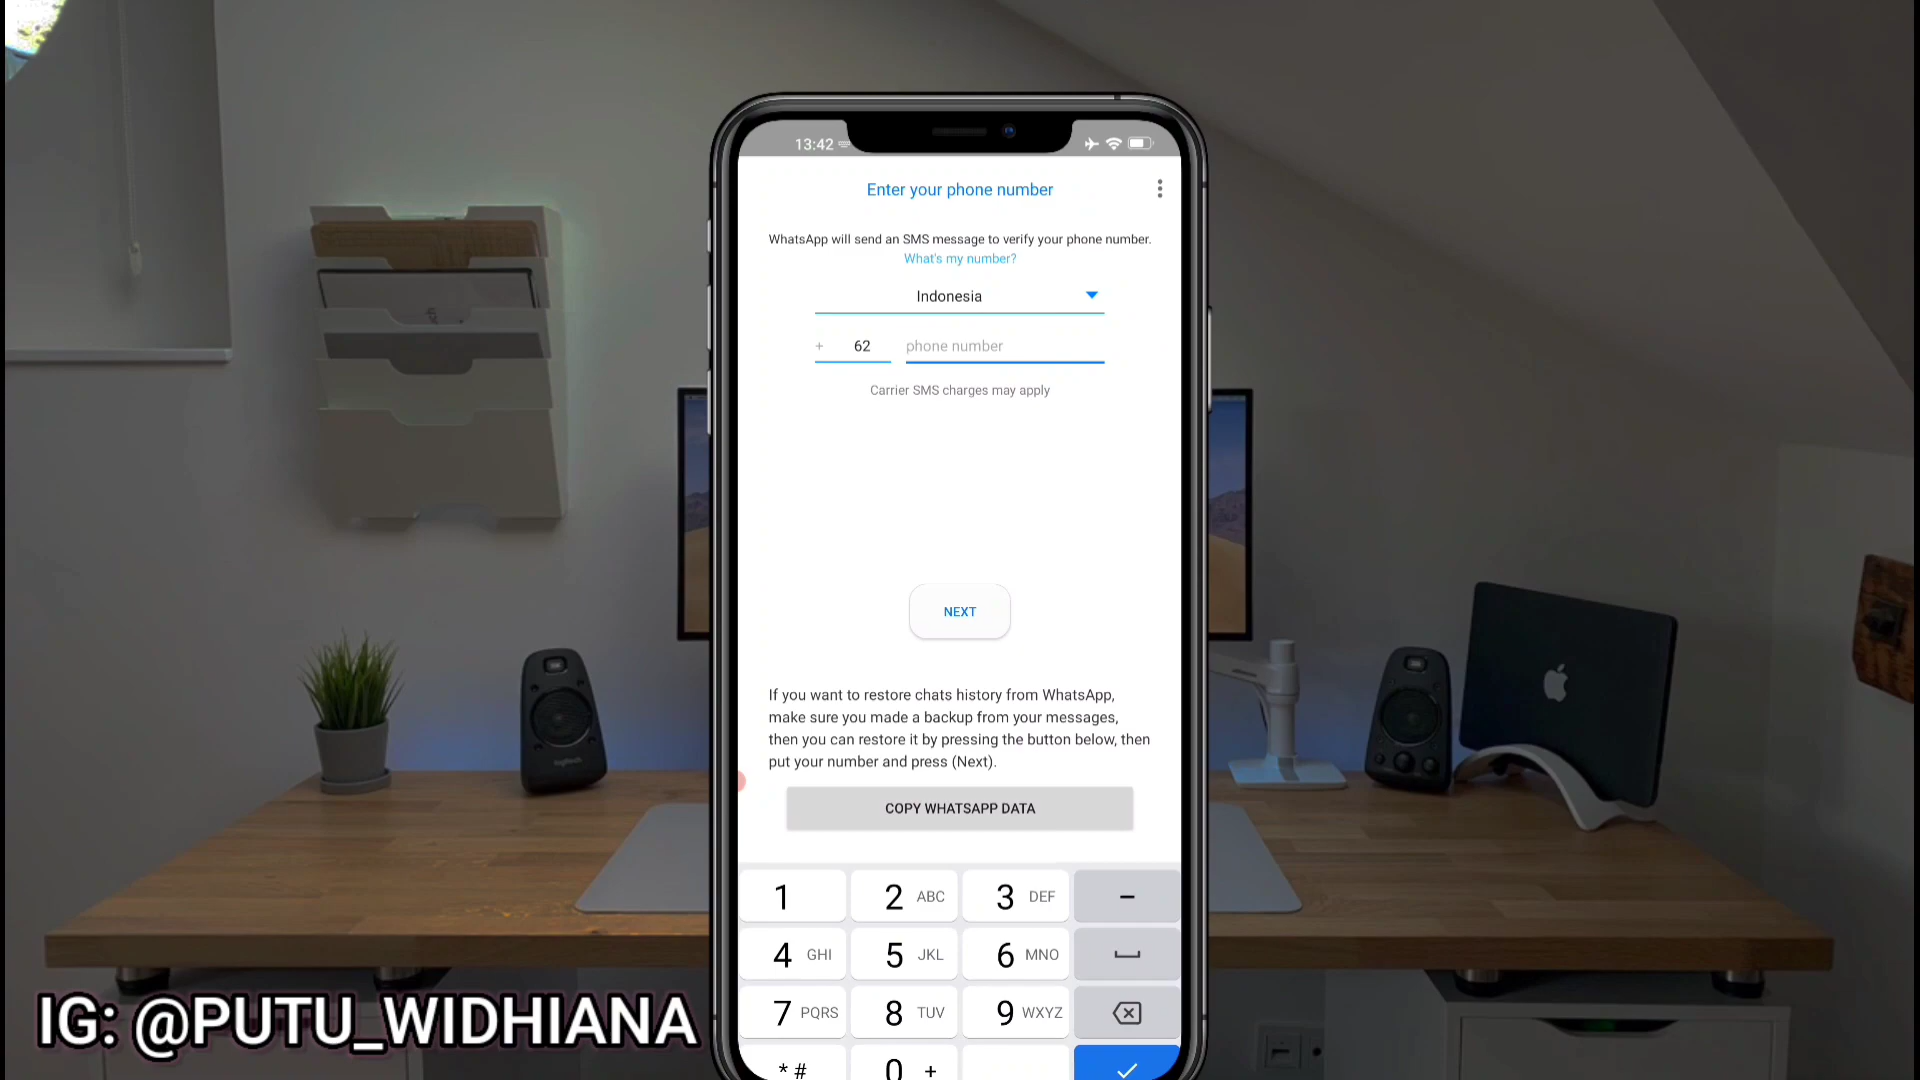 13:42
Enter your phone number
WhatsApp will send an SMS message to verify your phone number.
What's my number?
Indonesia
+ 62 phone number
Carrier SMS charges may apply
NEXT
If you want to restore chats history from WhatsApp,
make sure you made a backup from your messages,
then you can restore it by pressing the button below, then
put your number and press (Next).
COPY WHATSAPP DATA
1 2 ABC 3 DEF –
4 GHI 5 JKL 6 MNO
7 PQRS 8 TUV 9 WXYZ
* # 0 +
logitech
IG: @PUTU_WIDHIANA